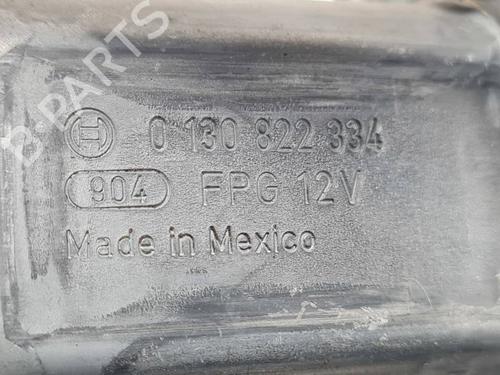 B-PARTS
0 130 822 334
904 FPG 12V
Made in Mexico